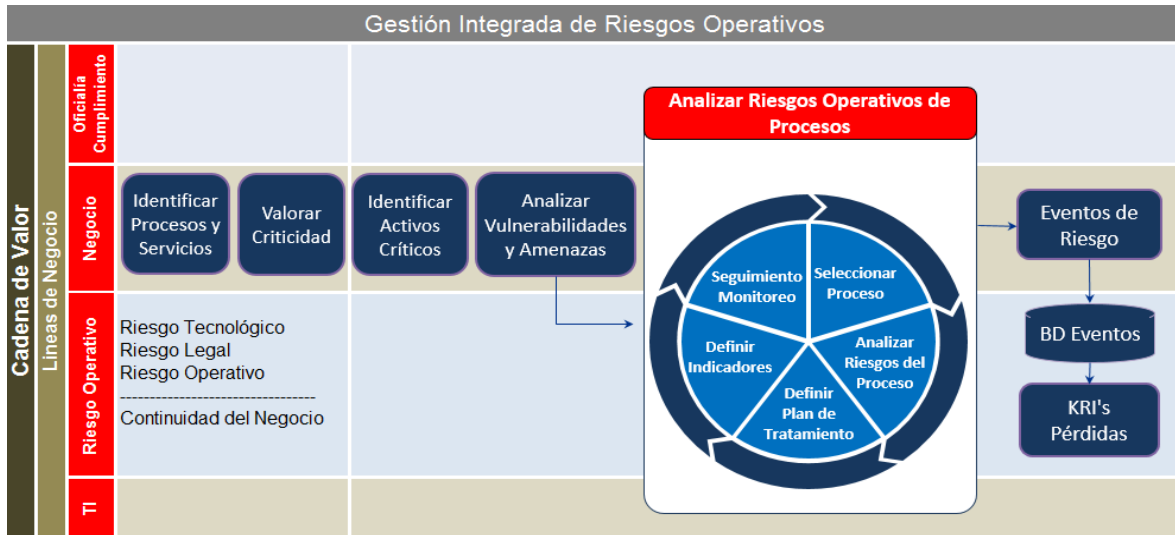 Gestión Integrada de Riesgos Operativos
Cadena de Valor
Lineas de Negocio
Oficialía
Cumplimiento
Negocio
Riesgo Operativo
TI
Identificar
Procesos y
Servicios
Valorar
Criticidad
Identificar
Activos
Críticos
Analizar
Vulnerabilidades
y Amenazas
Riesgo Tecnológico
Riesgo Legal
Riesgo Operativo
---------------------------------
Continuidad del Negocio
Analizar Riesgos Operativos de
Procesos
Seleccionar
Proceso
Analizar
Riesgos del
Proceso
Definir
Plan de
Tratamiento
Definir
Indicadores
Seguimiento
Monitoreo
Eventos de
Riesgo
BD Eventos
KRI's
Pérdidas